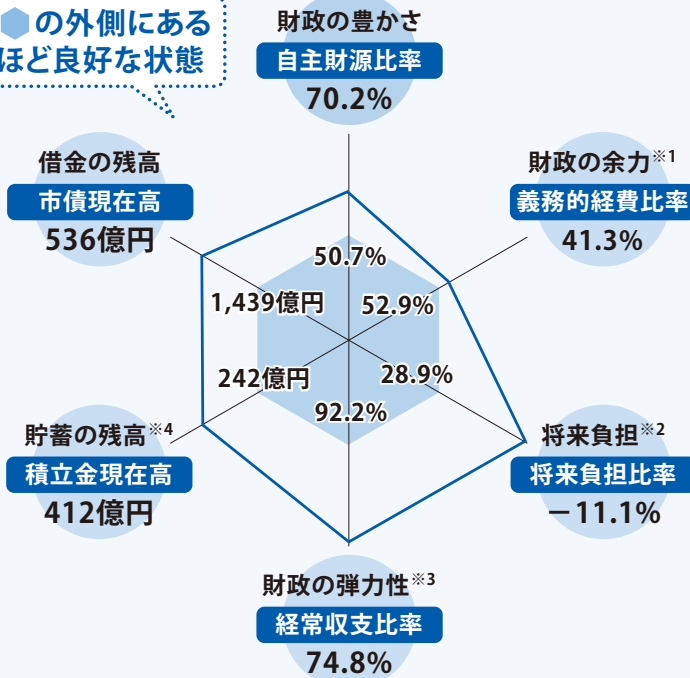 の外側にある
ほど良好な状態
財政の豊かさ
自主財源比率
70.2%
借金の残高
市債現在高
536億円
財政の余力※1
義務的経費比率
41.3%
50.7%
1,439億円
52.9%
242億円
28.9%
92.2%
貯蓄の残高※4
積立金現在高
412億円
将来負担※2
将来負担比率
−11.1%
財政の弾力性※3
経常収支比率
74.8%